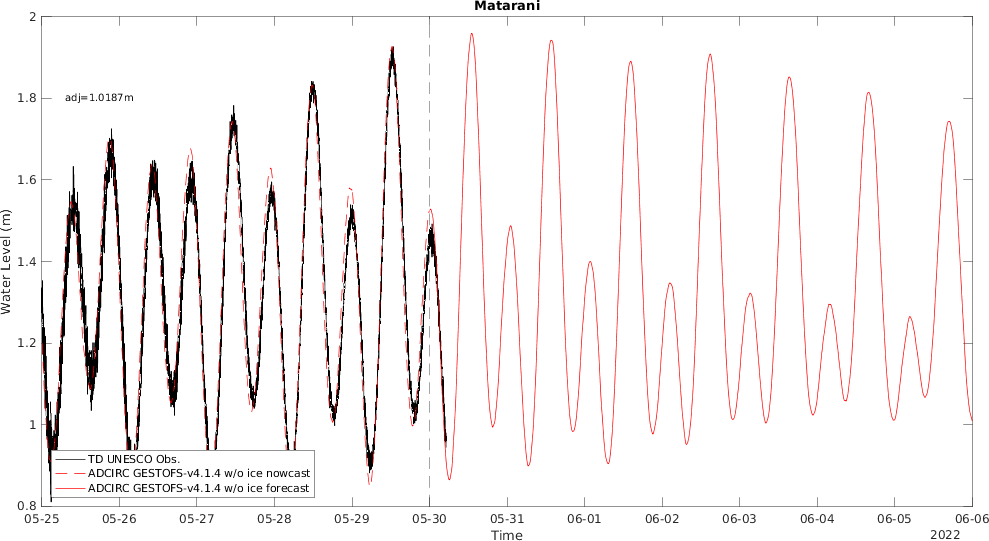 Matarani
2
1.8
1.6
1.4
1.2
1
0.8
Water Level (m)
adj=1.0187m
TD UNESCO Obs.
ADCIRC GESTOFS-v4.1.4 w/o ice nowcast
ADCIRC GESTOFS-v4.1.4 w/o ice forecast
05-25 05-26 05-27 05-28 05-29 05-30 05-31 06-01 06-02 06-03 06-04 06-05 06-06
Time
2022